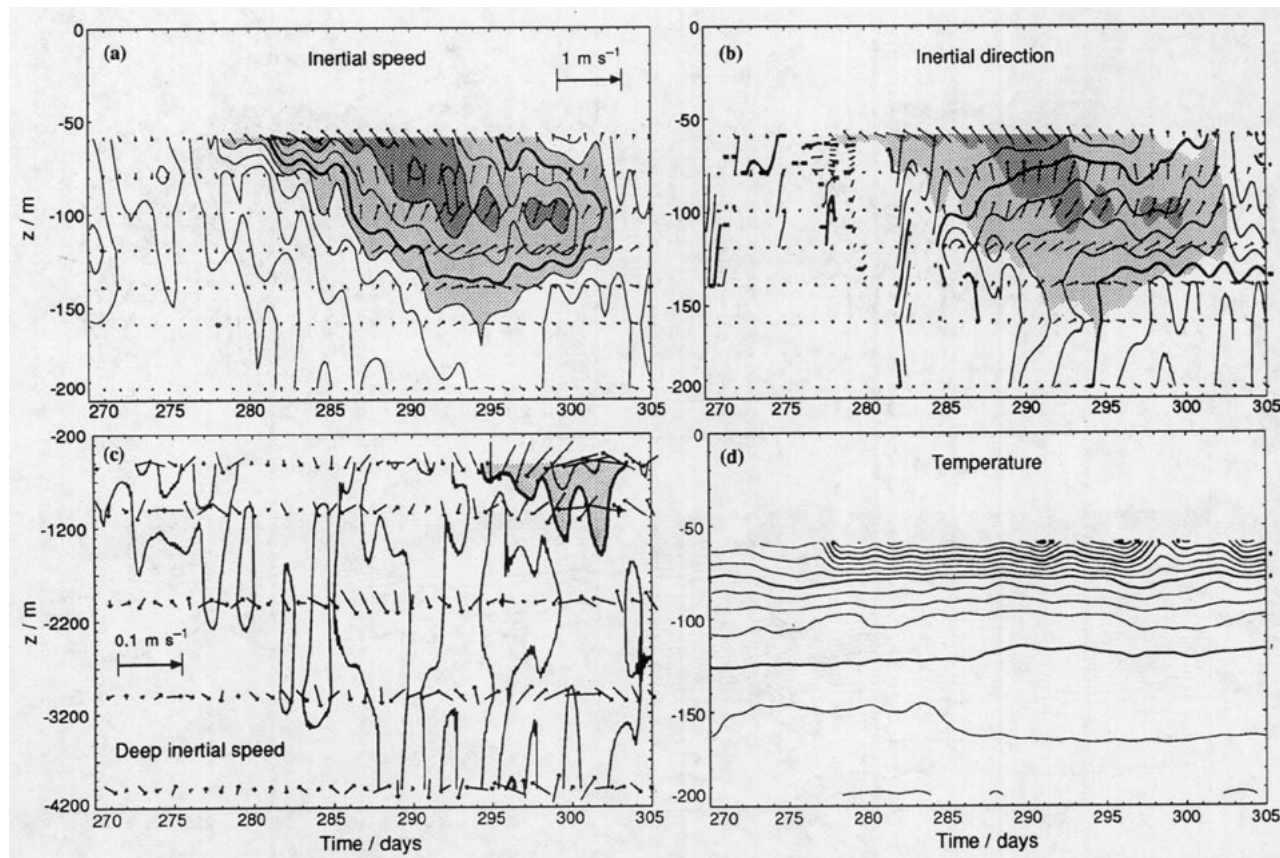 (a)
Inertial speed
1 m s⁻¹
z / m
0
-50
-100
-150
-200
270 275 280 285 290 295 300 305
(b)
Inertial direction
0
-50
-100
-150
-200
270 275 280 285 290 295 300 305
(c)
0.1 m s⁻¹
Deep inertial speed
z / m
-200
-1200
-2200
-3200
-4200
270 275 280 285 290 295 300 305
Time / days
(d)
Temperature
0
-50
-100
-150
-200
270 275 280 285 290 295 300 305
Time / days